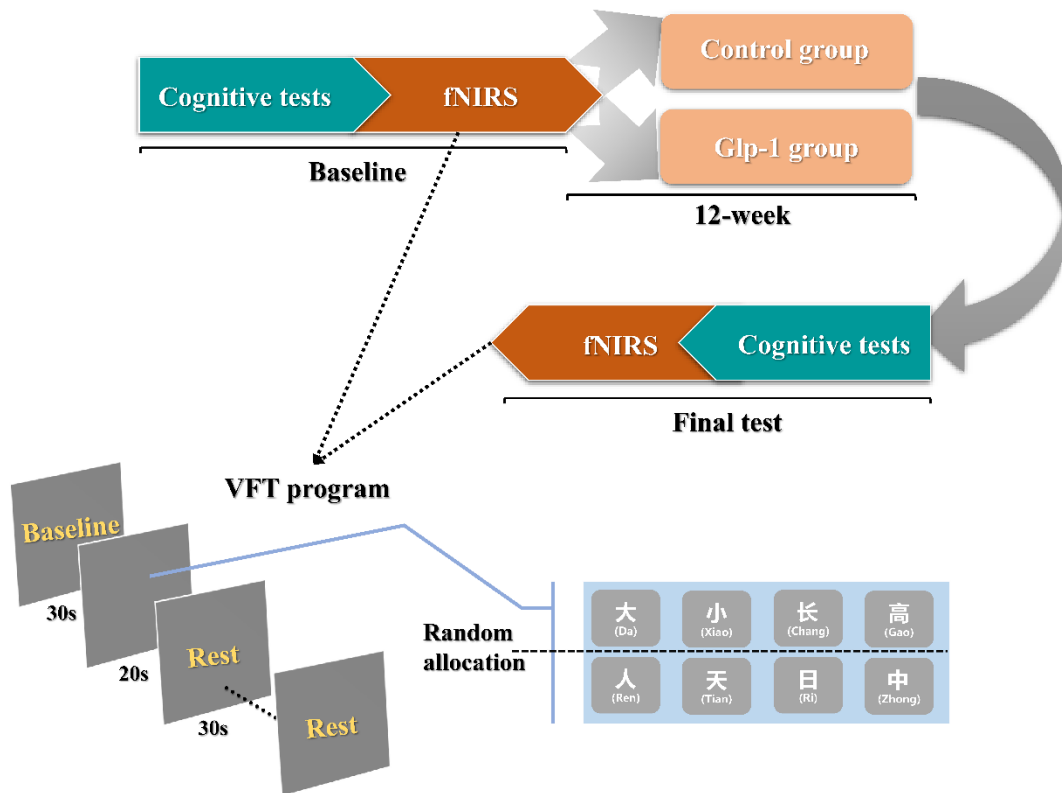 Control group
Cognitive tests
fNIRS
Glp-1 group
Baseline
12-week
fNIRS
Cognitive tests
Final test
VFT program
Baseline
30s
20s
Rest
30s
Rest
Random
allocation
大
(Da)
小
(Xiao)
长
(Chang)
高
(Gao)
人
(Ren)
天
(Tian)
日
(Ri)
中
(Zhong)